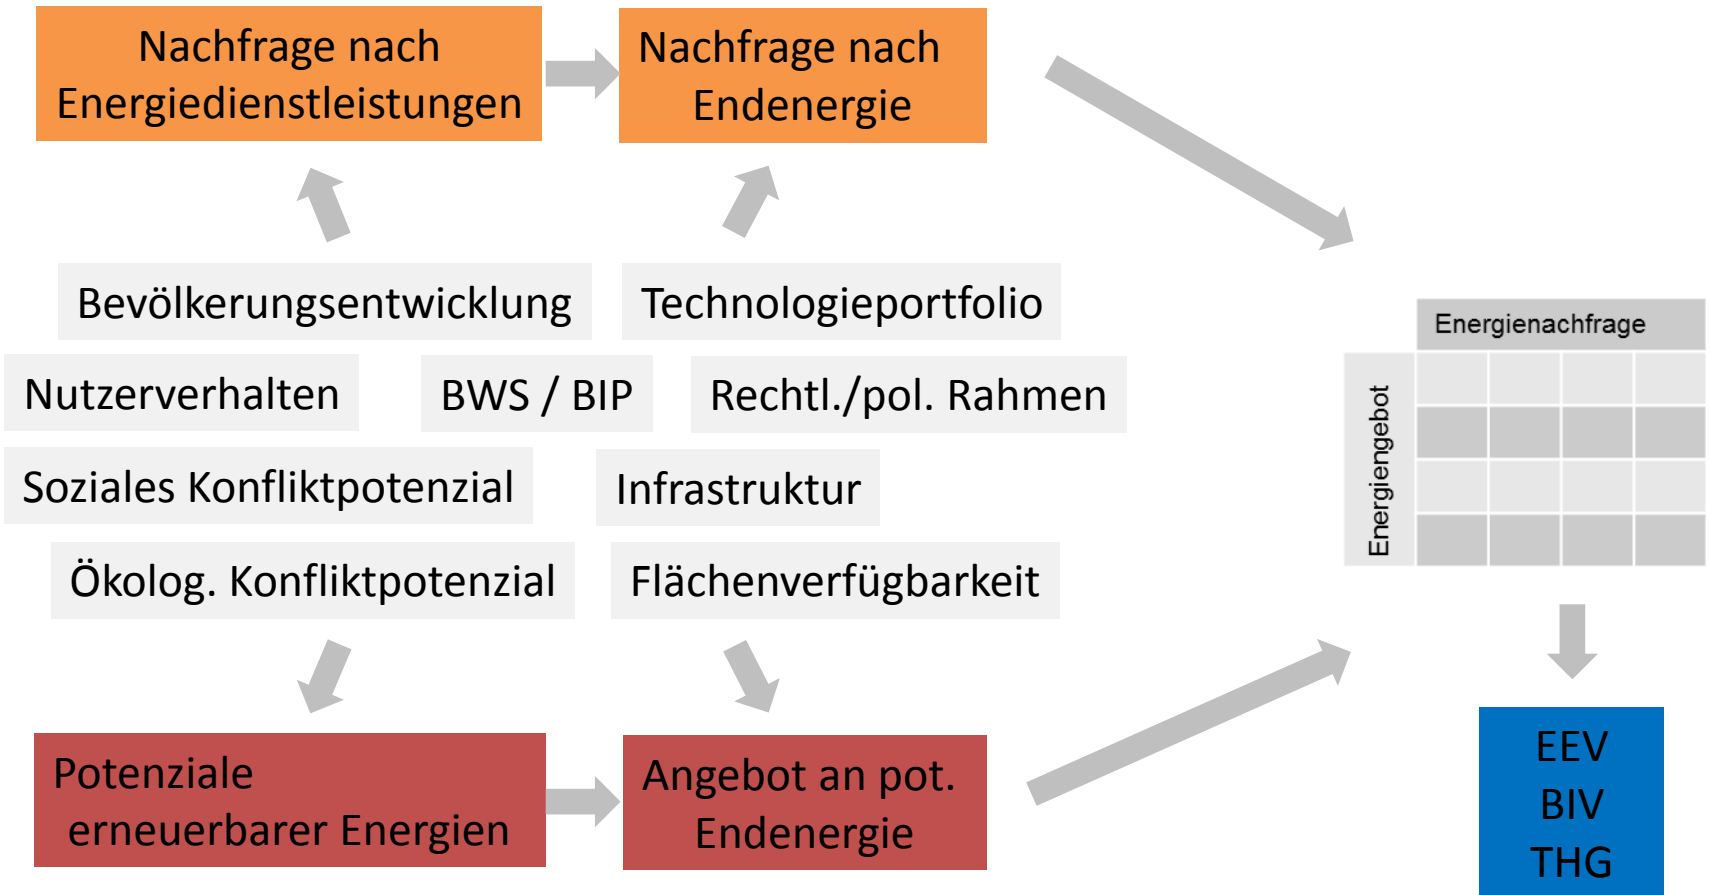 Nachfrage nach
Energiedienstleistungen
Nachfrage nach
Endenergie
Bevölkerungsentwicklung
Technologieportfolio
Nutzerverhalten
BWS / BIP
Rechtl./pol. Rahmen
Soziales Konfliktpotenzial
Infrastruktur
Ökolog. Konfliktpotenzial
Flächenverfügbarkeit
Potenziale
erneuerbarer Energien
Angebot an pot.
Endenergie
Energienachfrage
Energiengebot
EEV
BIV
THG